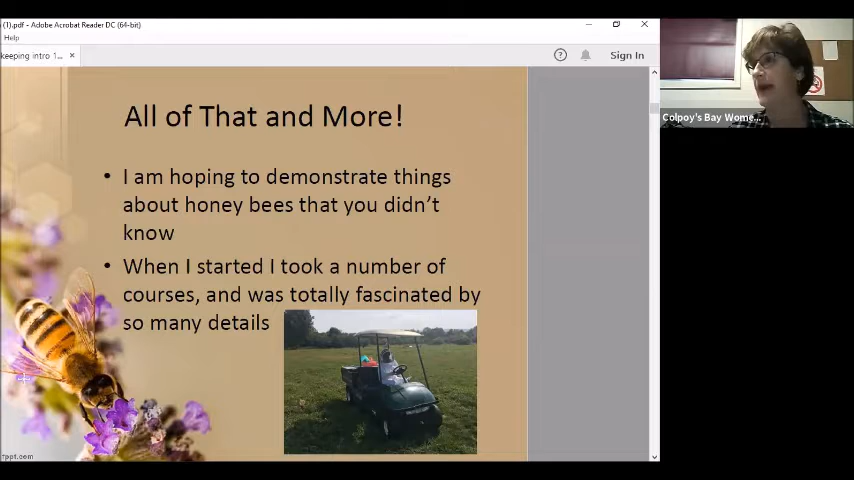 (1).pdf - Adobe Acrobat Reader DC (64-bit)
Help
keeping intro 1... ×
? Sign In
All of That and More!
• I am hoping to demonstrate things
about honey bees that you didn't
know
• When I started I took a number of
courses, and was totally fascinated by
so many details
fppt.com
Colpoy's Bay Wome...